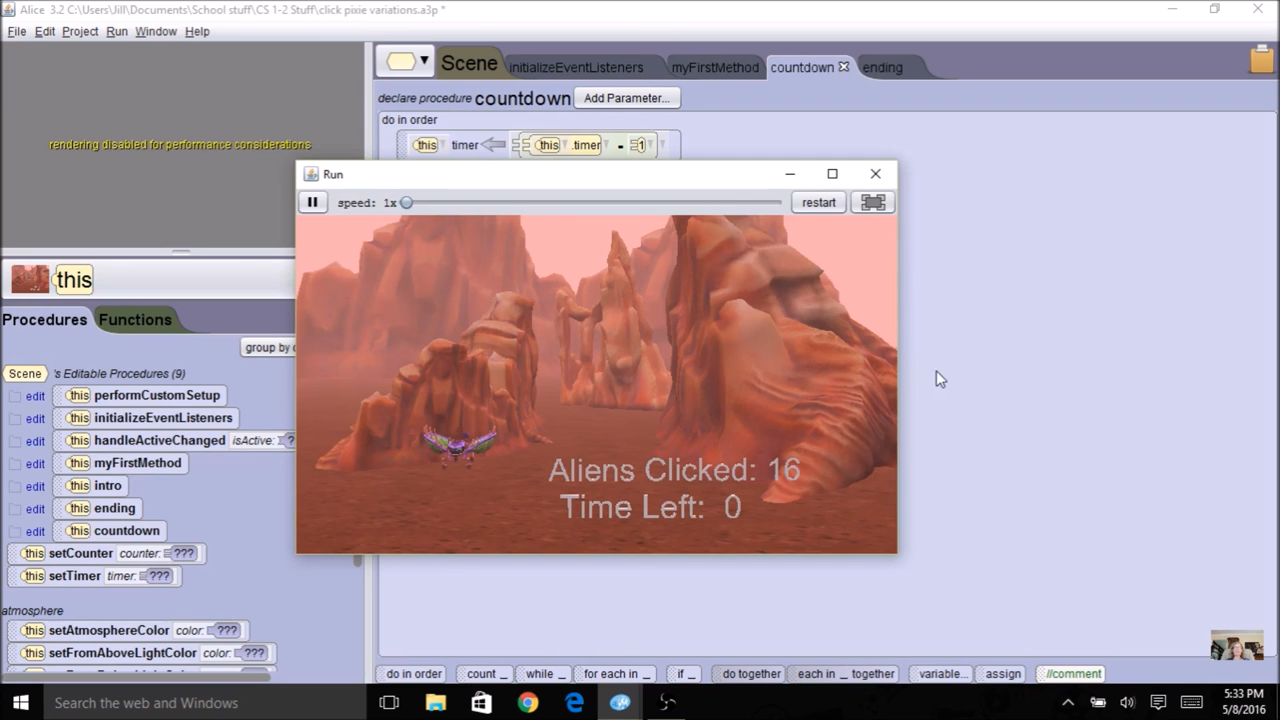 Alice 3.2 C:\Users\Jill\Documents\School stuff\CS 1-2 Stuff\click pixie variations.a3p *
File Edit Project Run Window Help
rendering disabled for performance considerations
Scene initializeEventListeners myFirstMethod countdown ending
declare procedure countdown Add Parameter...
do in order
this timer this .timer - 1
Run
speed: 1x restart
this
Procedures Functions
group by
Scene 's Editable Procedures (9)
edit this performCustomSetup
edit this initializeEventListeners
edit this handleActiveChanged isActive: ?
edit this myFirstMethod
edit this intro
edit this ending
edit this countdown
this setCounter counter: ???
this setTimer timer: ???
atmosphere
this setAtmosphereColor color: ???
this setFromAboveLightColor color: ???
Aliens Clicked: 16
Time Left: 0
do in order count _ while _ for each in _ if _ do together each in _ together variable... assign //comment
Search the web and Windows
5:33 PM
5/8/2016